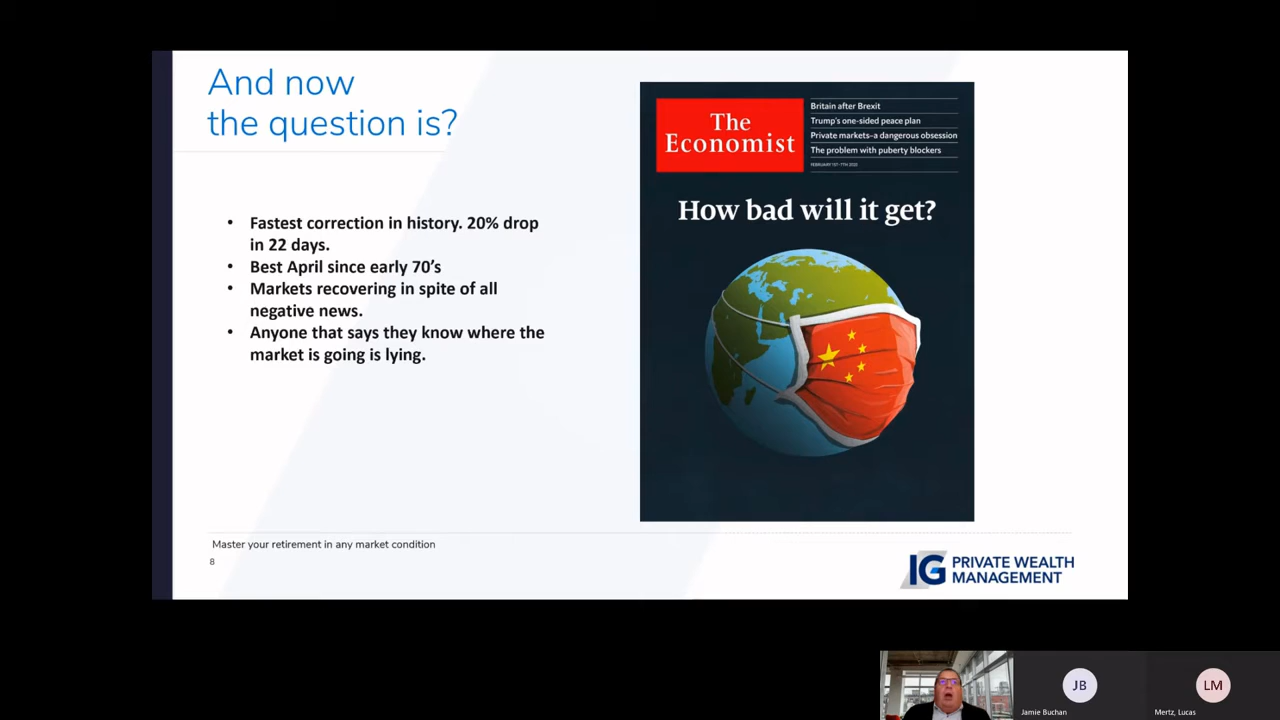 And now
the question is?
• Fastest correction in history. 20% drop
in 22 days.
• Best April since early 70's
• Markets recovering in spite of all
negative news.
• Anyone that says they know where the
market is going is lying.
The
Economist
Britain after Brexit
Trump's one-sided peace plan
Private markets–a dangerous obsession
The problem with puberty blockers
FEBRUARY 1ST–7TH 2020
How bad will it get?
Master your retirement in any market condition
8
IG PRIVATE WEALTH
MANAGEMENT
JB
LM
Jamie Buchan
Mertz, Lucas